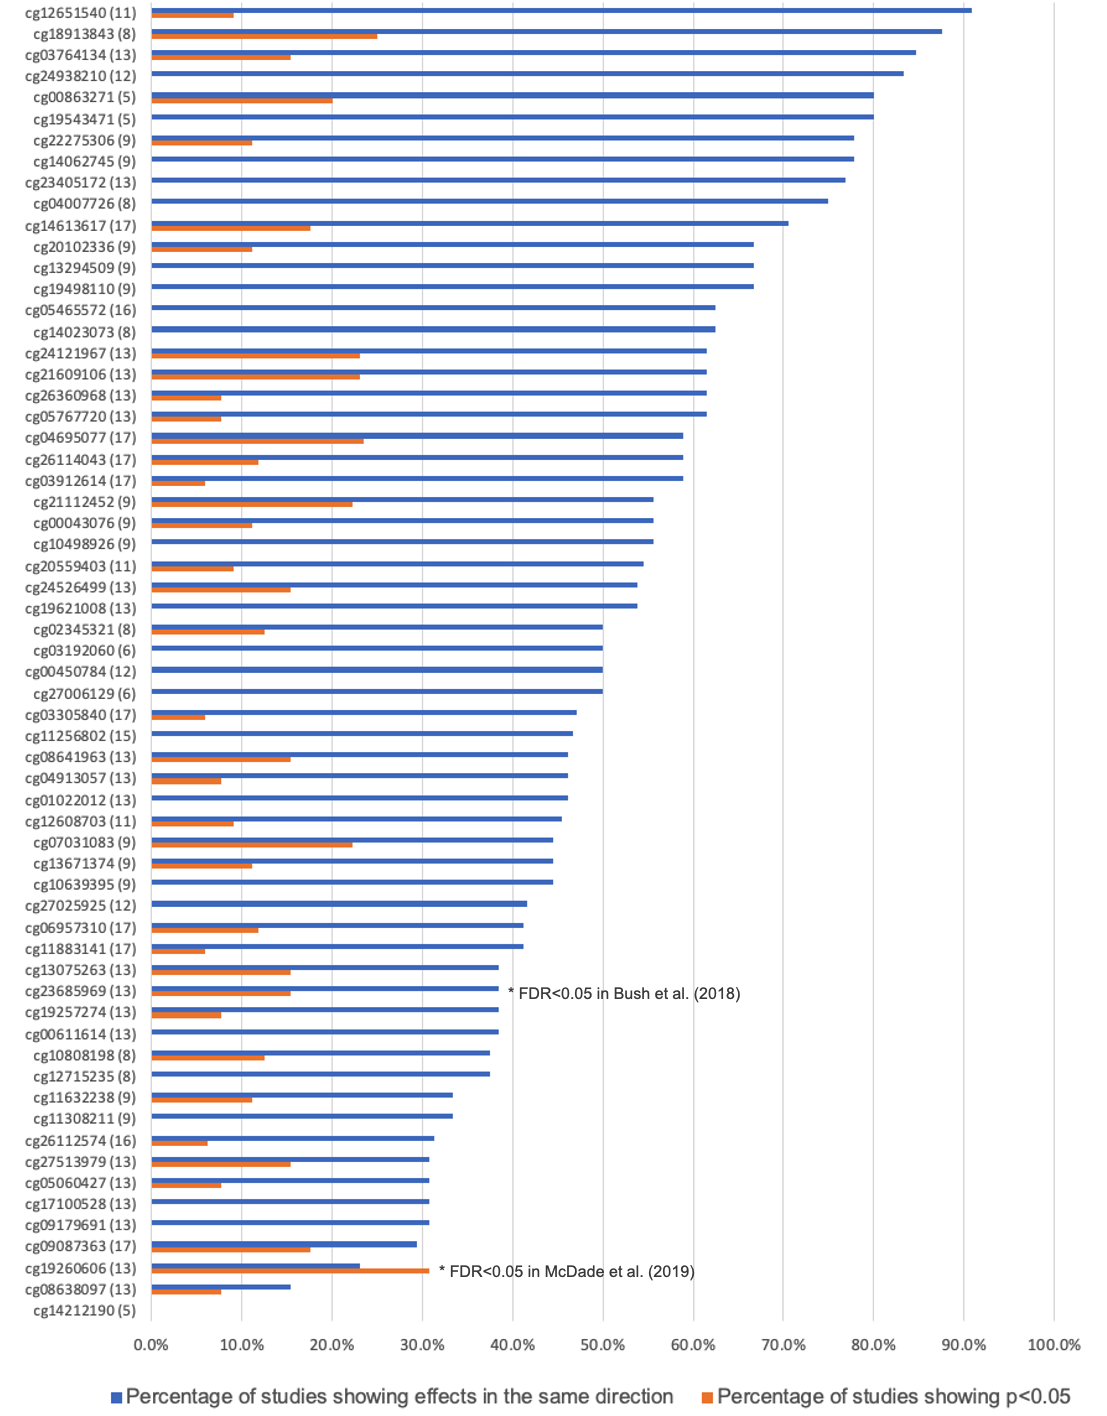 cg12651540 (11)
cg18913843 (8)
cg03764134 (13)
cg24938210 (12)
cg00863271 (5)
cg19543471 (5)
cg22275306 (9)
cg14062745 (9)
cg23405172 (13)
cg04007726 (8)
cg14613617 (17)
cg20102336 (9)
cg13294509 (9)
cg19498110 (9)
cg05465572 (16)
cg14023073 (8)
cg24121967 (13)
cg21609106 (13)
cg26360968 (13)
cg05767720 (13)
cg04695077 (17)
cg26114043 (17)
cg03912614 (17)
cg21112452 (9)
cg00043076 (9)
cg10498926 (9)
cg20559403 (11)
cg24526499 (13)
cg19621008 (13)
cg02345321 (8)
cg03192060 (6)
cg00450784 (12)
cg27006129 (6)
cg03305840 (17)
cg11256802 (15)
cg08641963 (13)
cg04913057 (13)
cg01022012 (13)
cg12608703 (11)
cg07031083 (9)
cg13671374 (9)
cg10639395 (9)
cg27025925 (12)
cg06957310 (17)
cg11883141 (17)
cg13075263 (13)
cg23685969 (13) * FDR<0.05 in Bush et al. (2018)
cg19257274 (13)
cg00611614 (13)
cg10808198 (8)
cg12715235 (8)
cg11632238 (9)
cg11308211 (9)
cg26112574 (16)
cg27513979 (13)
cg05060427 (13)
cg17100528 (13)
cg09179691 (13)
cg09087363 (17)
cg19260606 (13) * FDR<0.05 in McDade et al. (2019)
cg08638097 (13)
cg14212190 (5)
0.0% 10.0% 20.0% 30.0% 40.0% 50.0% 60.0% 70.0% 80.0% 90.0% 100.0%
Percentage of studies showing effects in the same direction Percentage of studies showing p<0.05